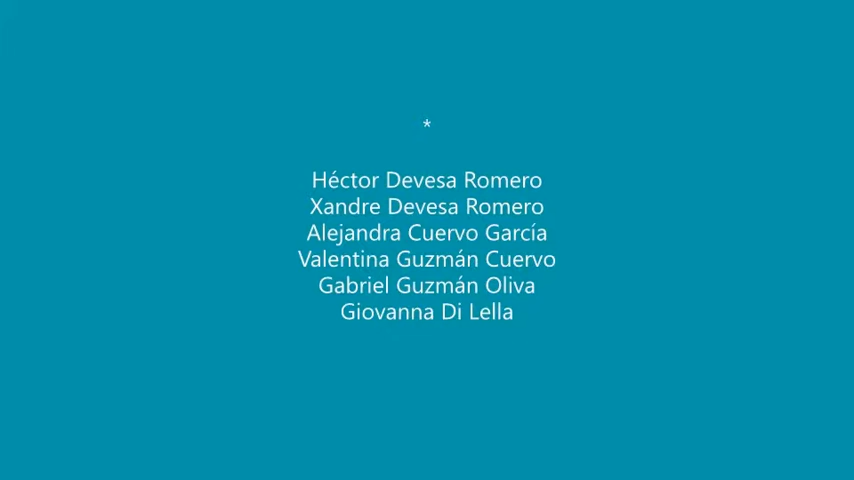 *
Héctor Devesa Romero
Xandre Devesa Romero
Alejandra Cuervo García
Valentina Guzmán Cuervo
Gabriel Guzmán Oliva
Giovanna Di Lella